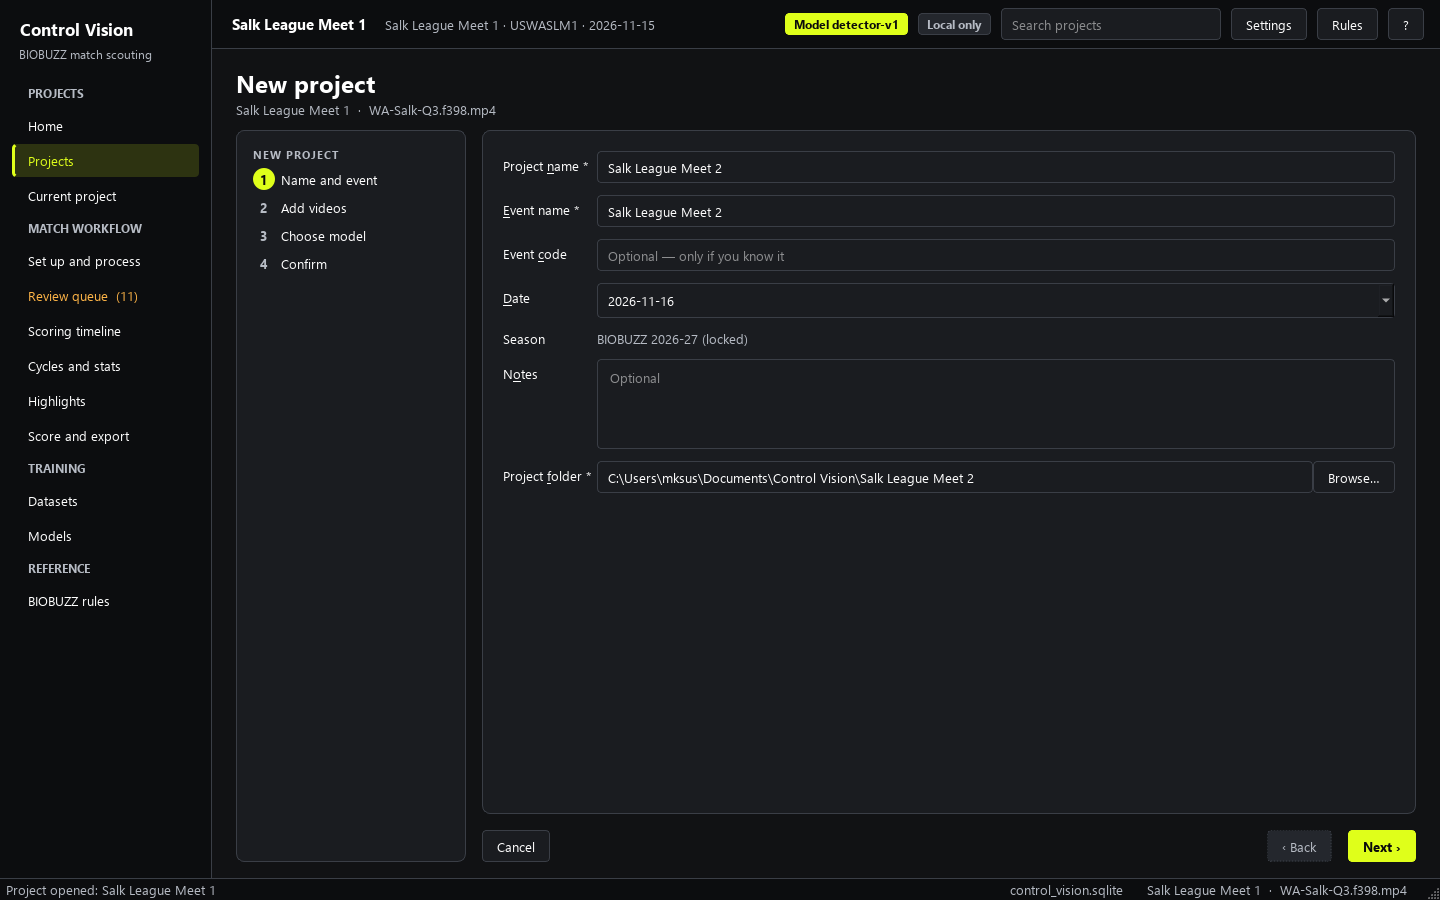 Control Vision
BIOBUZZ match scouting
PROJECTS
Home
Projects
Current project
MATCH WORKFLOW
Set up and process
Review queue (11)
Scoring timeline
Cycles and stats
Highlights
Score and export
TRAINING
Datasets
Models
REFERENCE
BIOBUZZ rules
Salk League Meet 1 Salk League Meet 1 · USWASLM1 · 2026-11-15 Model detector-v1 Local only Search projects Settings Rules ?
New project
Salk League Meet 1 · WA-Salk-Q3.f398.mp4
NEW PROJECT
1 Name and event
2 Add videos
3 Choose model
4 Confirm
Project name * Salk League Meet 2
Event name * Salk League Meet 2
Event code Optional — only if you know it
Date 2026-11-16
Season BIOBUZZ 2026-27 (locked)
Notes Optional
Project folder * C:\Users\mksus\Documents\Control Vision\Salk League Meet 2 Browse...
Cancel ‹ Back Next ›
Project opened: Salk League Meet 1 control_vision.sqlite Salk League Meet 1 · WA-Salk-Q3.f398.mp4